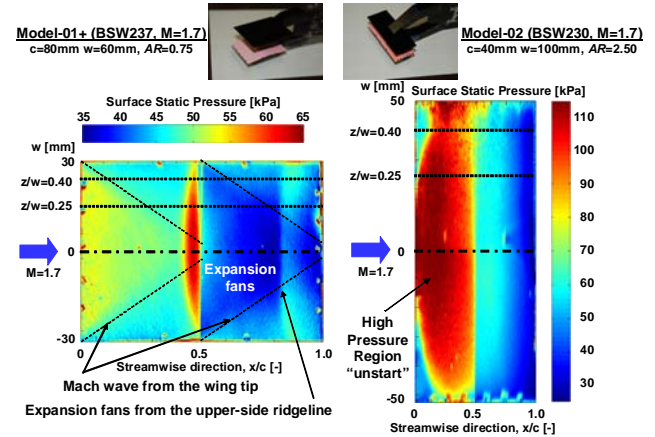 Model-01+ (BSW237, M=1.7)
c=80mm w=60mm, AR=0.75
Model-02 (BSW230, M=1.7)
c=40mm w=100mm, AR=2.50
Surface Static Pressure [kPa]
35 40 45 50 55 60 65
w [mm]
30
z/w=0.40
z/w=0.25
0
M=1.7
-30
Expansion
fans
0 0.5 1.0
Streamwise direction, x/c [-]
Mach wave from the wing tip
Expansion fans from the upper-side ridgeline
Surface Static Pressure [kPa]
w [mm]
50
z/w=0.40
z/w=0.25
0
M=1.7
High
Pressure
Region
“unstart”
-50
0 0.5 1.0
Streamwise direction, x/c [-]
110
100
90
80
70
60
50
40
30